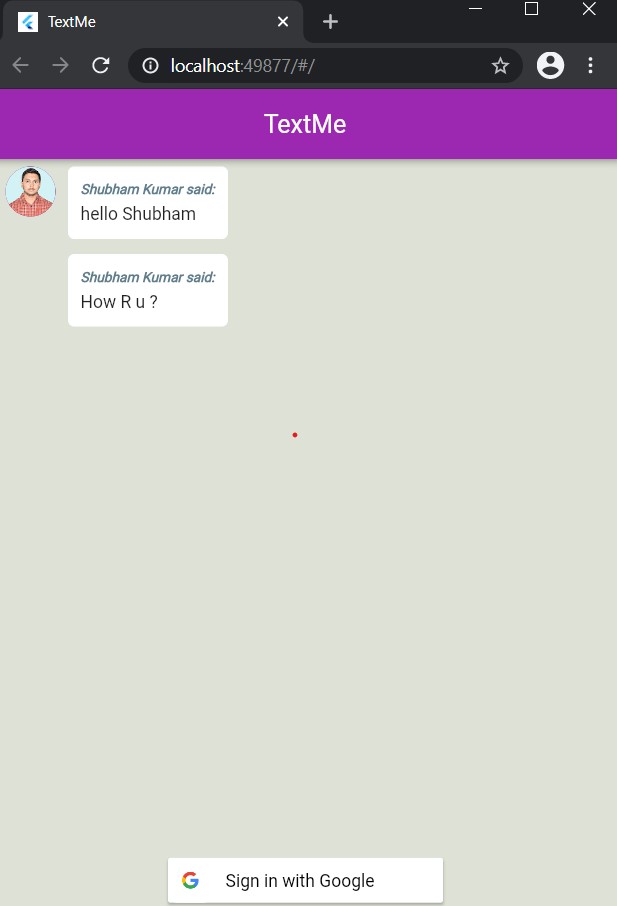 TextMe
localhost:49877/#/
TextMe
Shubham Kumar said:
hello Shubham
Shubham Kumar said:
How R u ?
Sign in with Google